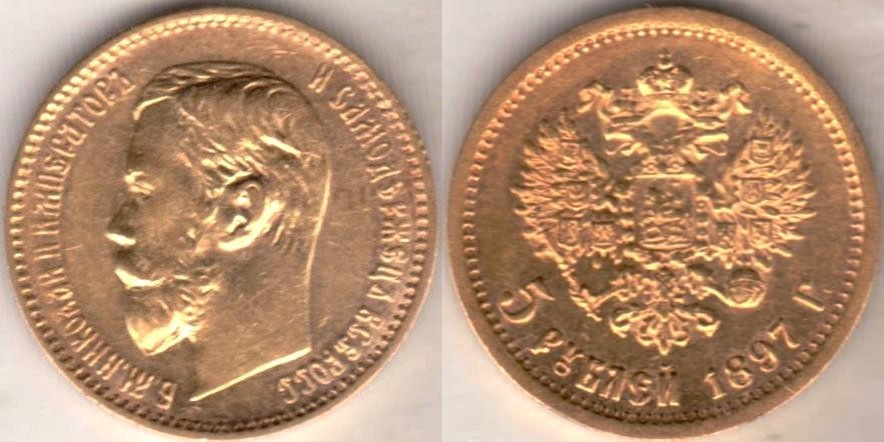 Б. М. НИКОЛАЙ II ИМПЕРАТОРЪ И САМОДЕРЖЕЦЪ ВСЕРОСС.
5 РУБЛЕЙ 1897 Г.